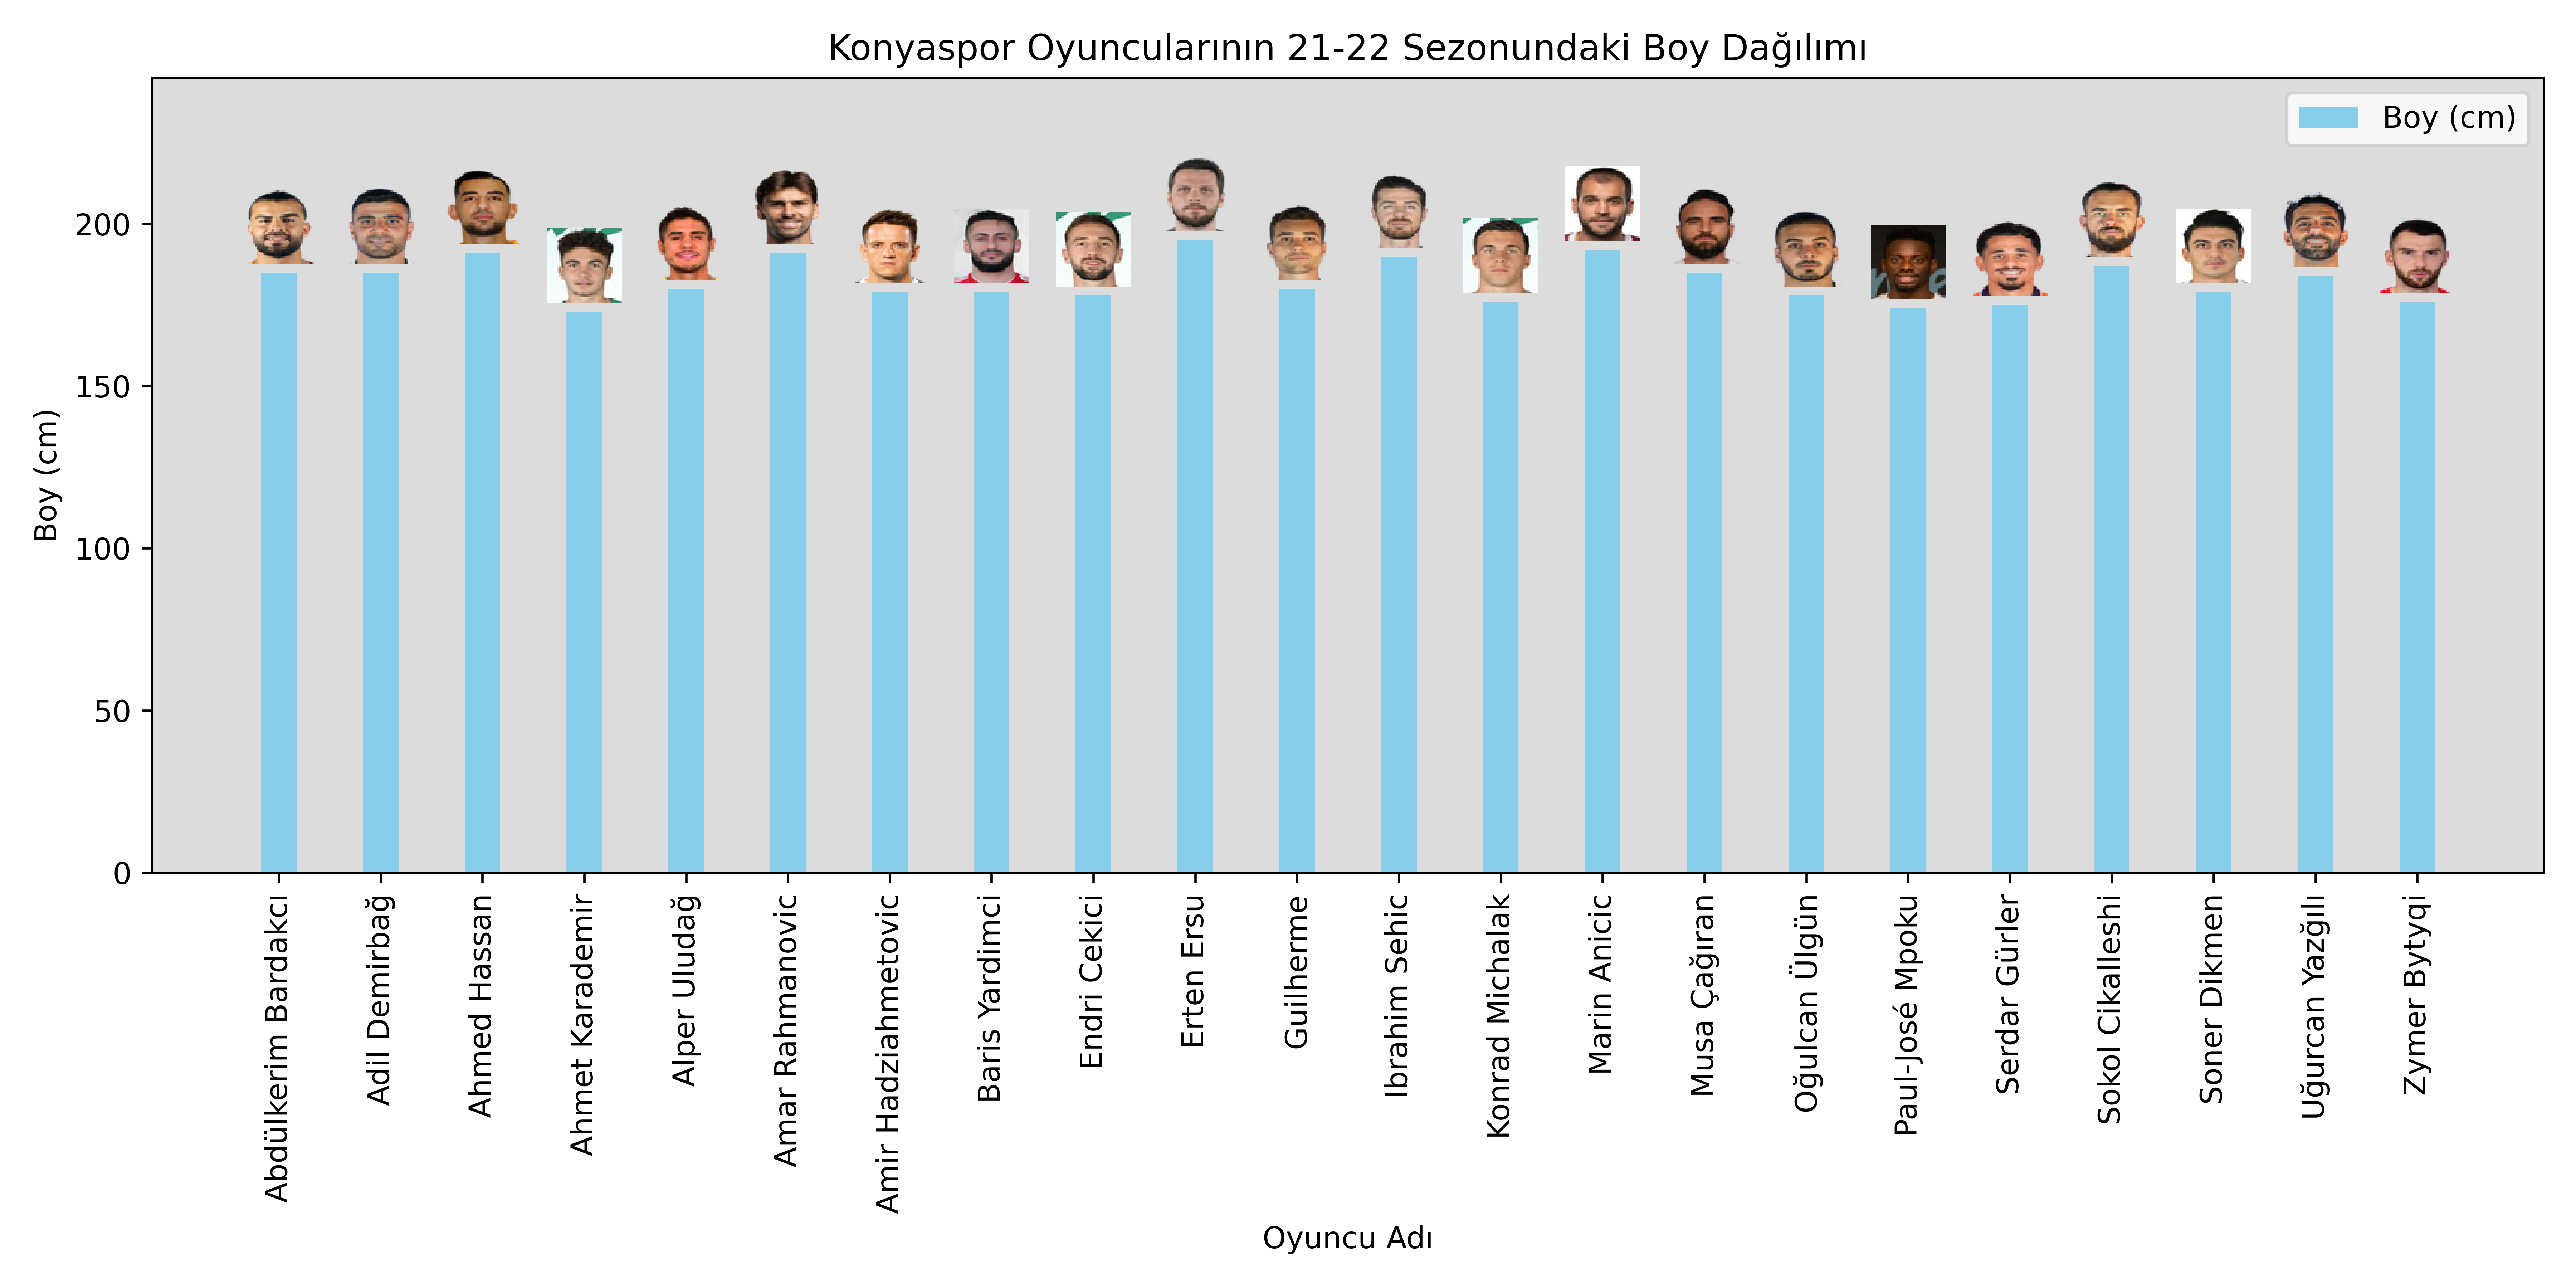 Konyaspor Oyuncularının 21-22 Sezonundaki Boy Dağılımı
Boy (cm)
200
150
100
50
0
Boy (cm)
Abdülkerim Bardakcı
Adil Demirbağ
Ahmed Hassan
Ahmet Karademir
Alper Uludağ
Amar Rahmanovic
Amir Hadziahmetovic
Baris Yardimci
Endri Cekici
Erten Ersu
Guilherme
Ibrahim Sehic
Konrad Michalak
Marin Anicic
Musa Çağıran
Oğulcan Ülgün
Paul-José Mpoku
Serdar Gürler
Sokol Cikalleshi
Soner Dikmen
Uğurcan Yazğılı
Zymer Bytyqi
Oyuncu Adı